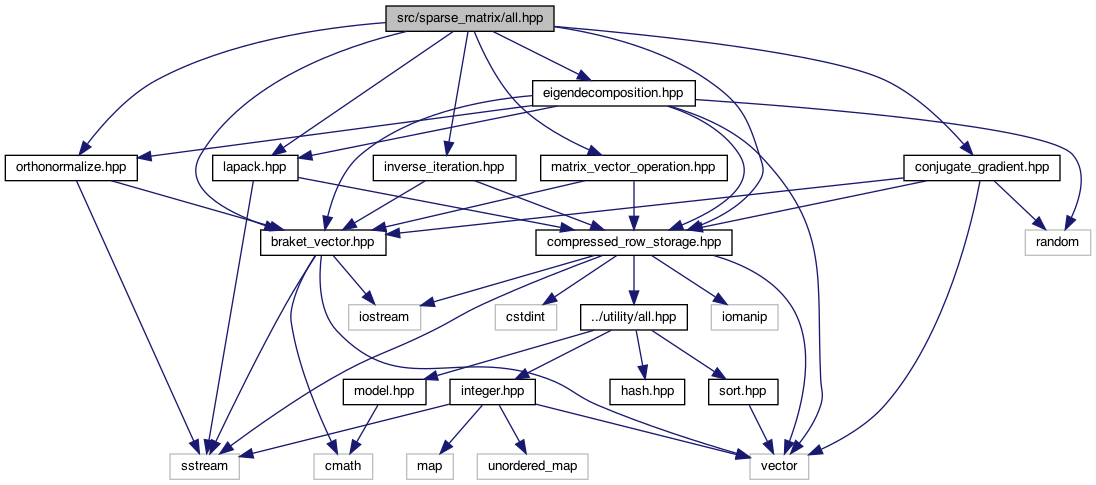 src/sparse_matrix/all.hpp
eigendecomposition.hpp
orthonormalize.hpp
lapack.hpp
inverse_iteration.hpp
matrix_vector_operation.hpp
conjugate_gradient.hpp
braket_vector.hpp
compressed_row_storage.hpp
random
iostream
cstdint
../utility/all.hpp
iomanip
model.hpp
integer.hpp
hash.hpp
sort.hpp
sstream
cmath
map
unordered_map
vector